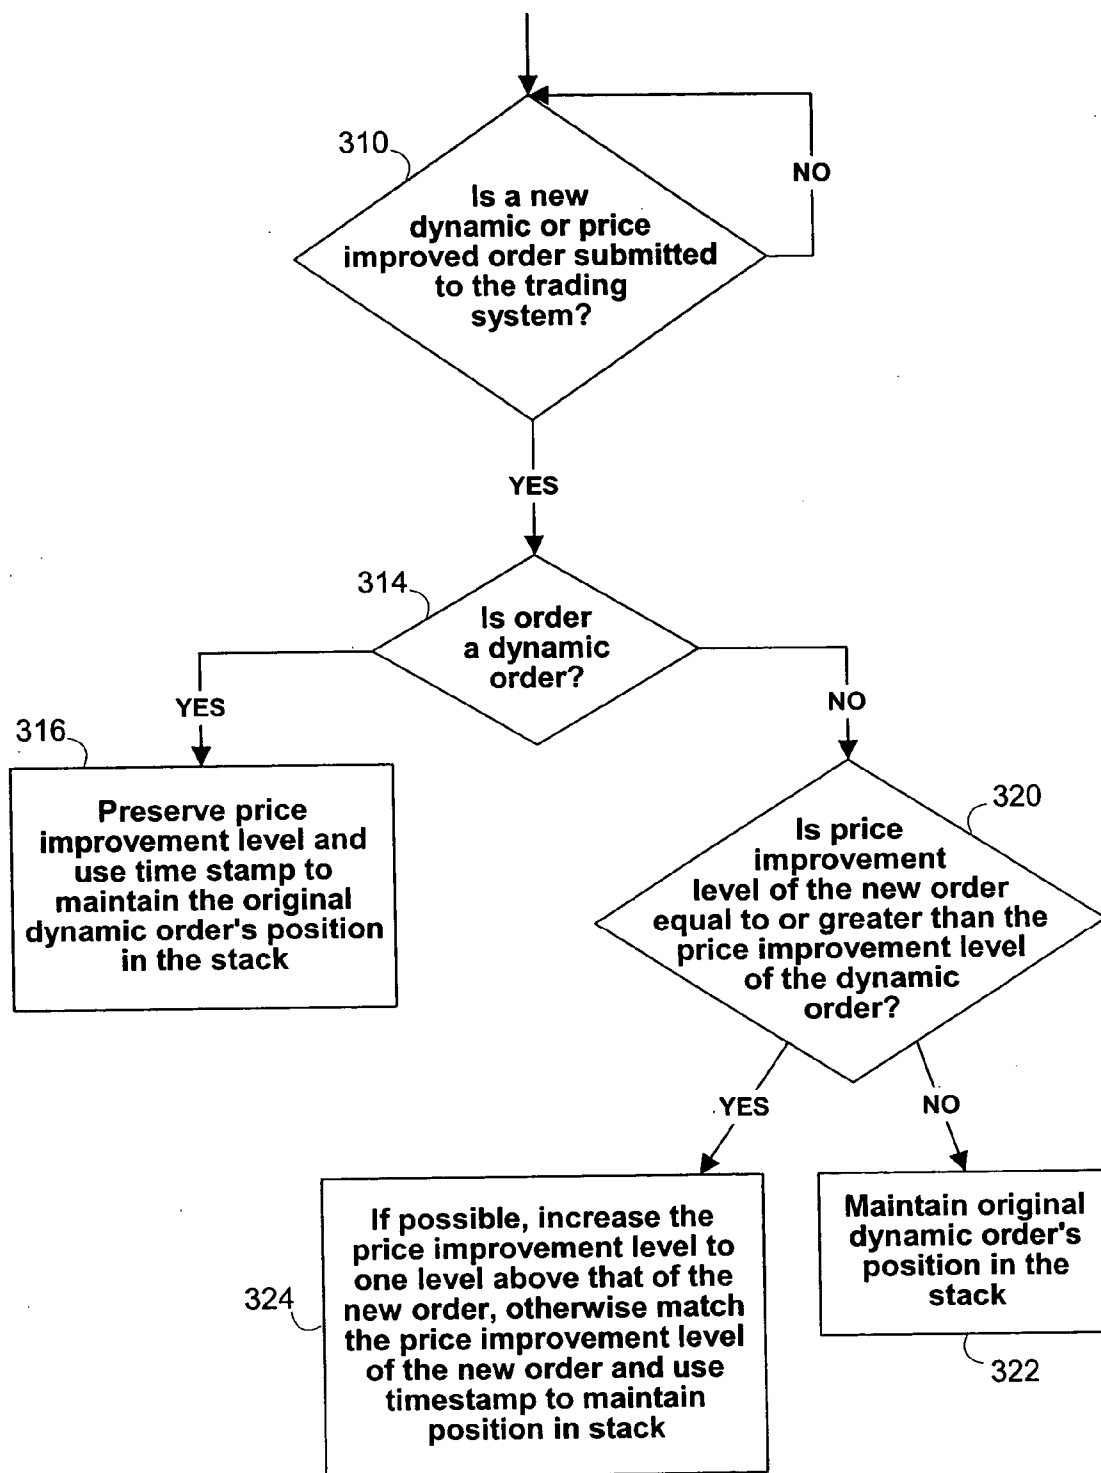 310
Is a new
dynamic or price
improved order submitted
to the trading
system?
NO
YES
314
Is order
a dynamic
order?
YES
NO
316
Preserve price
improvement level and
use time stamp to
maintain the original
dynamic order's position
in the stack
320
Is price
improvement
level of the new order
equal to or greater than the
price improvement level
of the dynamic
order?
YES
NO
324
If possible, increase the
price improvement level to
one level above that of the
new order, otherwise match
the price improvement level
of the new order and use
timestamp to maintain
position in stack
Maintain original
dynamic order's
position in the
stack
322